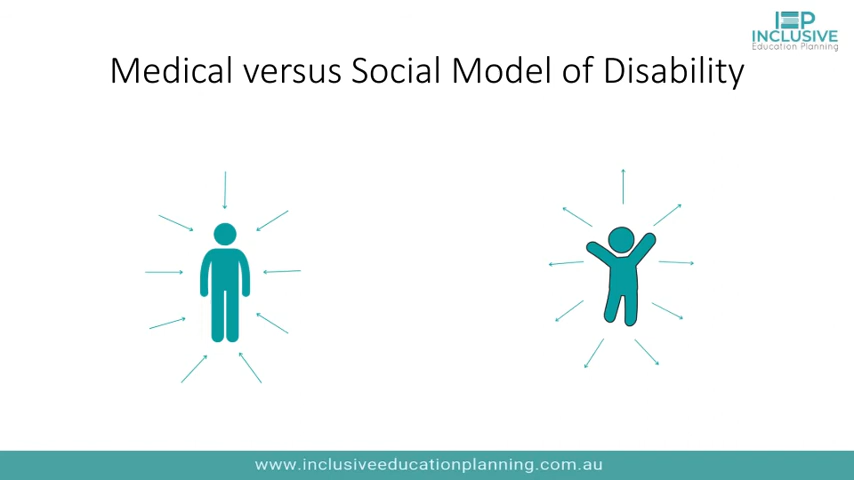 IEP
INCLUSIVE
Education Planning
Medical versus Social Model of Disability
www.inclusiveeducationplanning.com.au